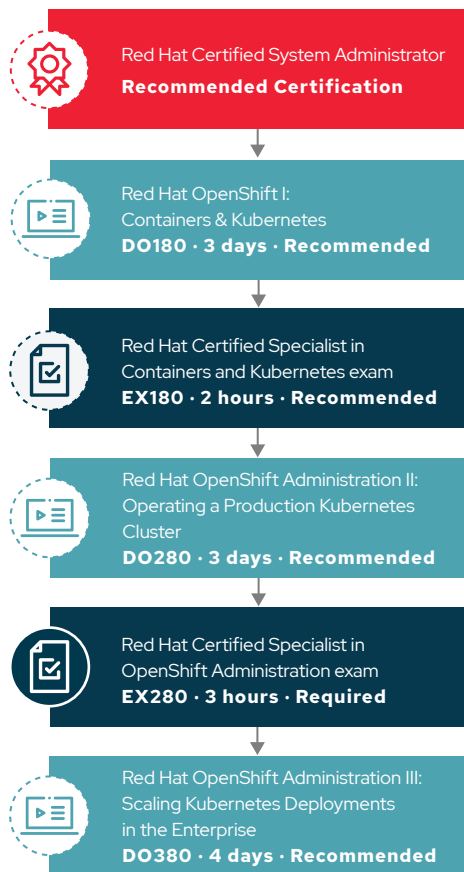 Red Hat Certified System Administrator
Recommended Certification
Red Hat OpenShift I:
Containers & Kubernetes
DO180 · 3 days · Recommended
Red Hat Certified Specialist in
Containers and Kubernetes exam
EX180 · 2 hours · Recommended
Red Hat OpenShift Administration II:
Operating a Production Kubernetes
Cluster
DO280 · 3 days · Recommended
Red Hat Certified Specialist in
OpenShift Administration exam
EX280 · 3 hours · Required
Red Hat OpenShift Administration III:
Scaling Kubernetes Deployments
in the Enterprise
DO380 · 4 days · Recommended